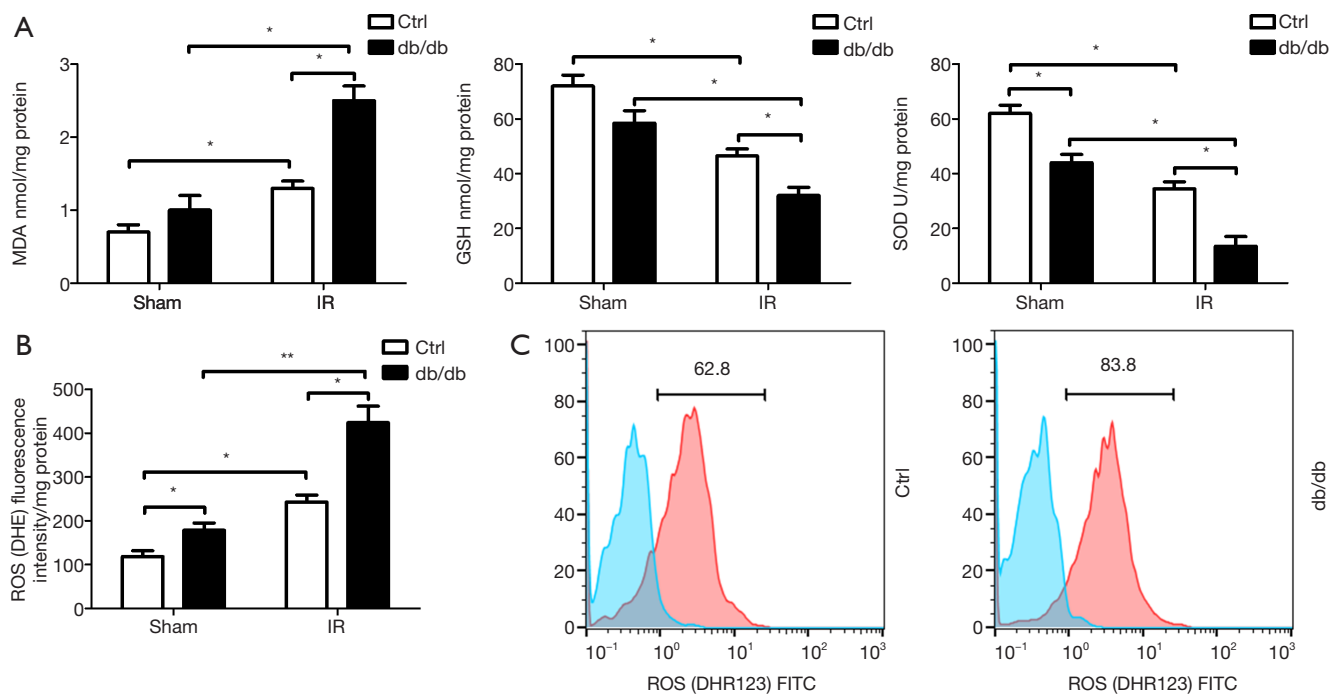 A
Ctrl
db/db
*
*
*
3
2
1
0
MDA nmol/mg protein
Sham
IR
*
*
*
80
60
40
20
0
GSH nmol/mg protein
Sham
IR
Ctrl
db/db
*
*
*
*
80
60
40
20
0
SOD U/mg protein
Sham
IR
B
Ctrl
db/db
**
*
*
*
500
400
300
200
100
0
ROS (DHE) fluorescence
intensity/mg protein
Sham
IR
C
100
80
60
40
20
0
62.8
10⁻¹ 10⁰ 10¹ 10² 10³
ROS (DHR123) FITC
Ctrl
100
80
60
40
20
0
83.8
10⁻¹ 10⁰ 10¹ 10² 10³
ROS (DHR123) FITC
db/db